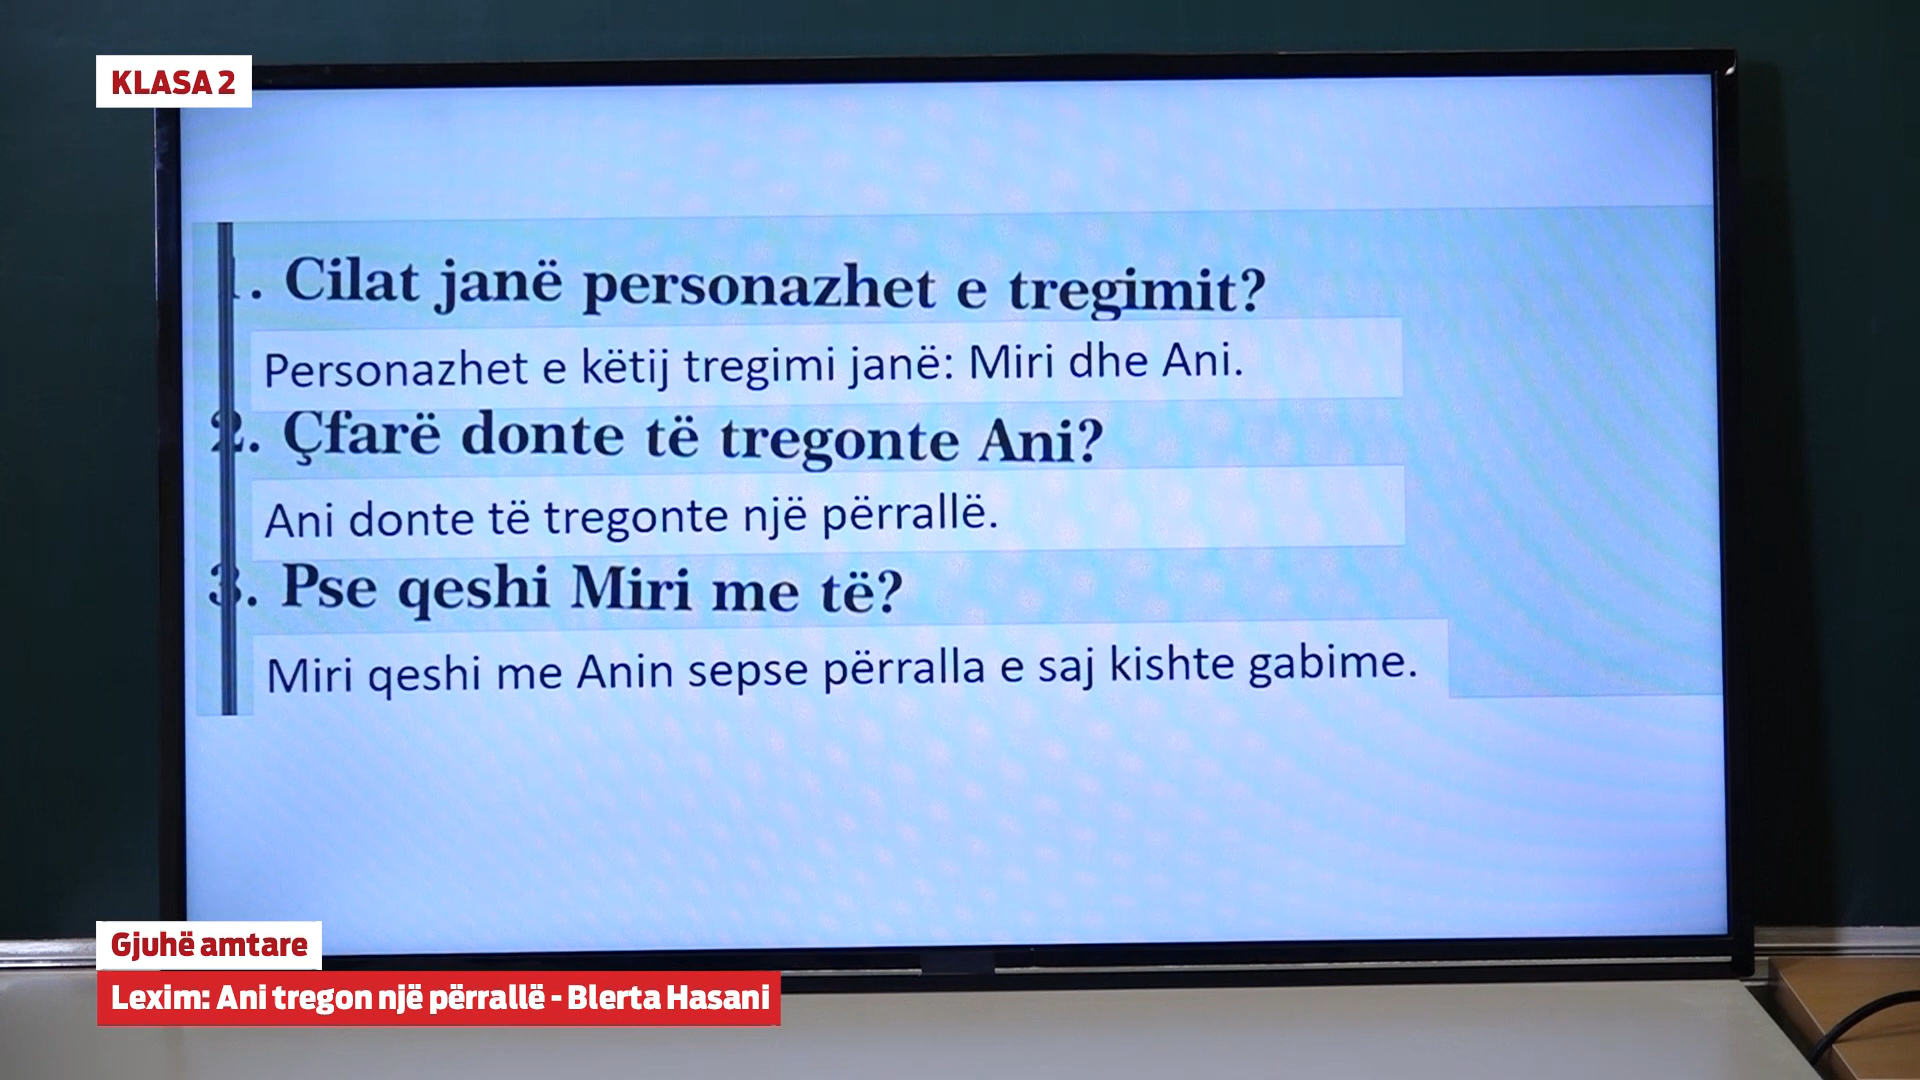 KLASA 2
1. Cilat janë personazhet e tregimit?
Personazhet e këtij tregimi janë: Miri dhe Ani.
2. Çfarë donte të tregonte Ani?
Ani donte të tregonte një përrallë.
3. Pse qeshi Miri me të?
Miri qeshi me Anin sepse përralla e saj kishte gabime.
Gjuhë amtare
Lexim: Ani tregon një përrallë - Blerta Hasani